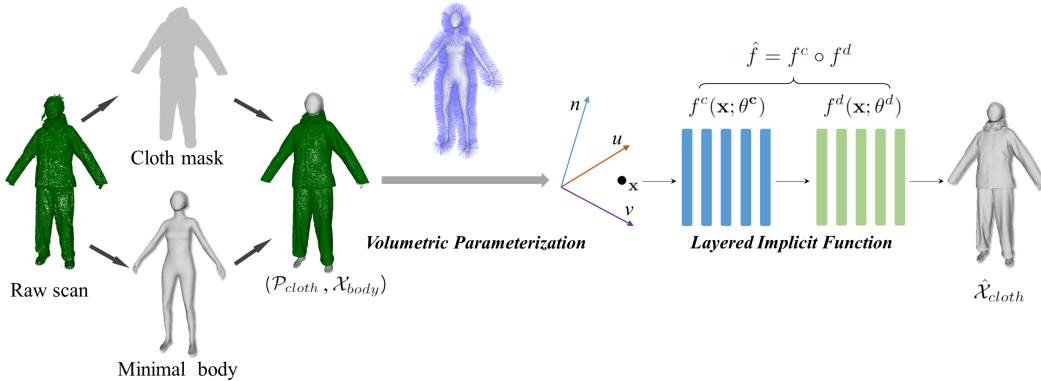 Raw scan
Cloth mask
Minimal body
(𝒫_cloth , 𝒳_body)
Volumetric Parameterization
n
u
v
x
f̂ = f^c ∘ f^d
f^c(x; θ^c)
f^d(x; θ^d)
Layered Implicit Function
𝒳̂_cloth